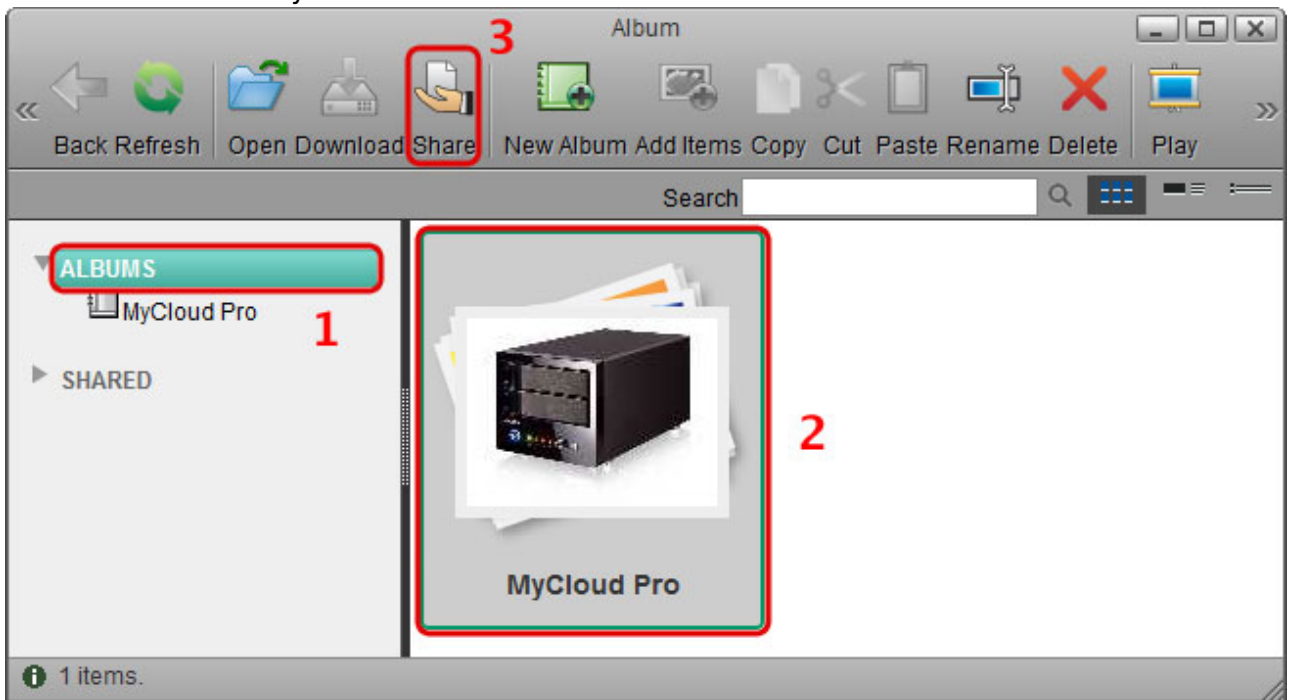 Album
3
Back Refresh Open Download Share New Album Add Items Copy Cut Paste Rename Delete Play
Search
ALBUMS
MyCloud Pro
1
SHARED
2
MyCloud Pro
1 items.